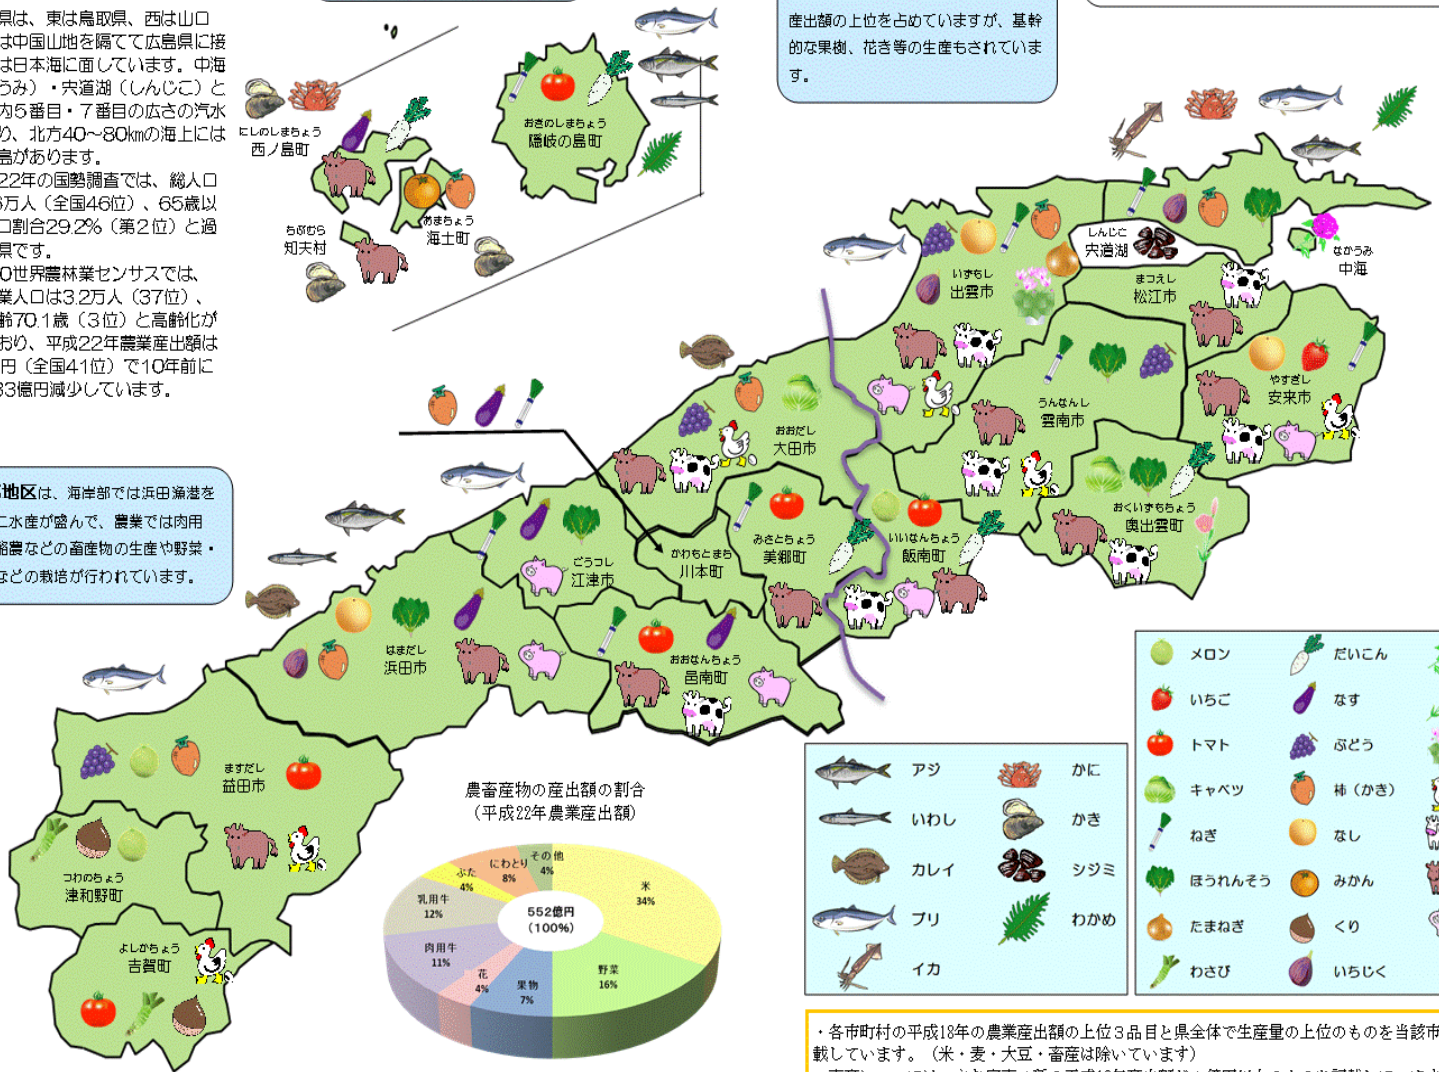 県は、東は鳥取県、西は山口
は中国山地を隔てて広島県に接
は日本海に面しています。中海
うみ）・宍道湖（しんじこ）と
内5番目・7番目の広さの汽水
り、北方40～80kmの海上には
島があります。
22年の国勢調査では、総人口
万人（全国46位）、65歳以
口割合29.2%（第2位）と過
県です。
0世界農林業センサスでは、
業人口は3.2万人（37位）、
齢70.1歳（3位）と高齢化が
おり、平成22年農業産出額は
円（全国41位）で10年前に
33億円減少しています。
産出額の上位を占めていますが、基幹
的な果樹、花き等の生産もされていま
す。
地区は、海岸部では浜田漁港を
に水産が盛んで、農業では肉用
酪農などの畜産物の生産や野菜・
などの栽培が行われています。
にしのしまちょう
西ノ島町
おきのしまちょう
隠岐の島町
あまちょう
海士町
ちぶむら
知夫村
しんじこ
宍道湖
なかうみ
中海
いずもし
出雲市
まつえし
松江市
やすぎし
安来市
うんなんし
雲南市
おくいずもちょう
奥出雲町
おおだし
大田市
いいなんちょう
飯南町
みさとちょう
美郷町
かわもとまち
川本町
ごうつし
江津市
おおなんちょう
邑南町
はまだし
浜田市
ますだし
益田市
つわのちょう
津和野町
よしかちょう
吉賀町
農畜産物の産出額の割合
（平成22年農業産出額）
552億円
（100%）
米
34%
野菜
16%
果物
7%
花
4%
肉用牛
11%
乳用牛
12%
ぶた
4%
にわとり
8%
その他
4%
アジ
いわし
カレイ
ブリ
イカ
かに
かき
シジミ
わかめ
メロン
いちご
トマト
キャベツ
ねぎ
ほうれんそう
たまねぎ
わさび
だいこん
なす
ぶどう
柿（かき）
なし
みかん
くり
いちじく
・各市町村の平成18年の農業産出額の上位３品目と県全体で生産量の上位のものを当該市
載しています。（米・麦・大豆・畜産は除いています）